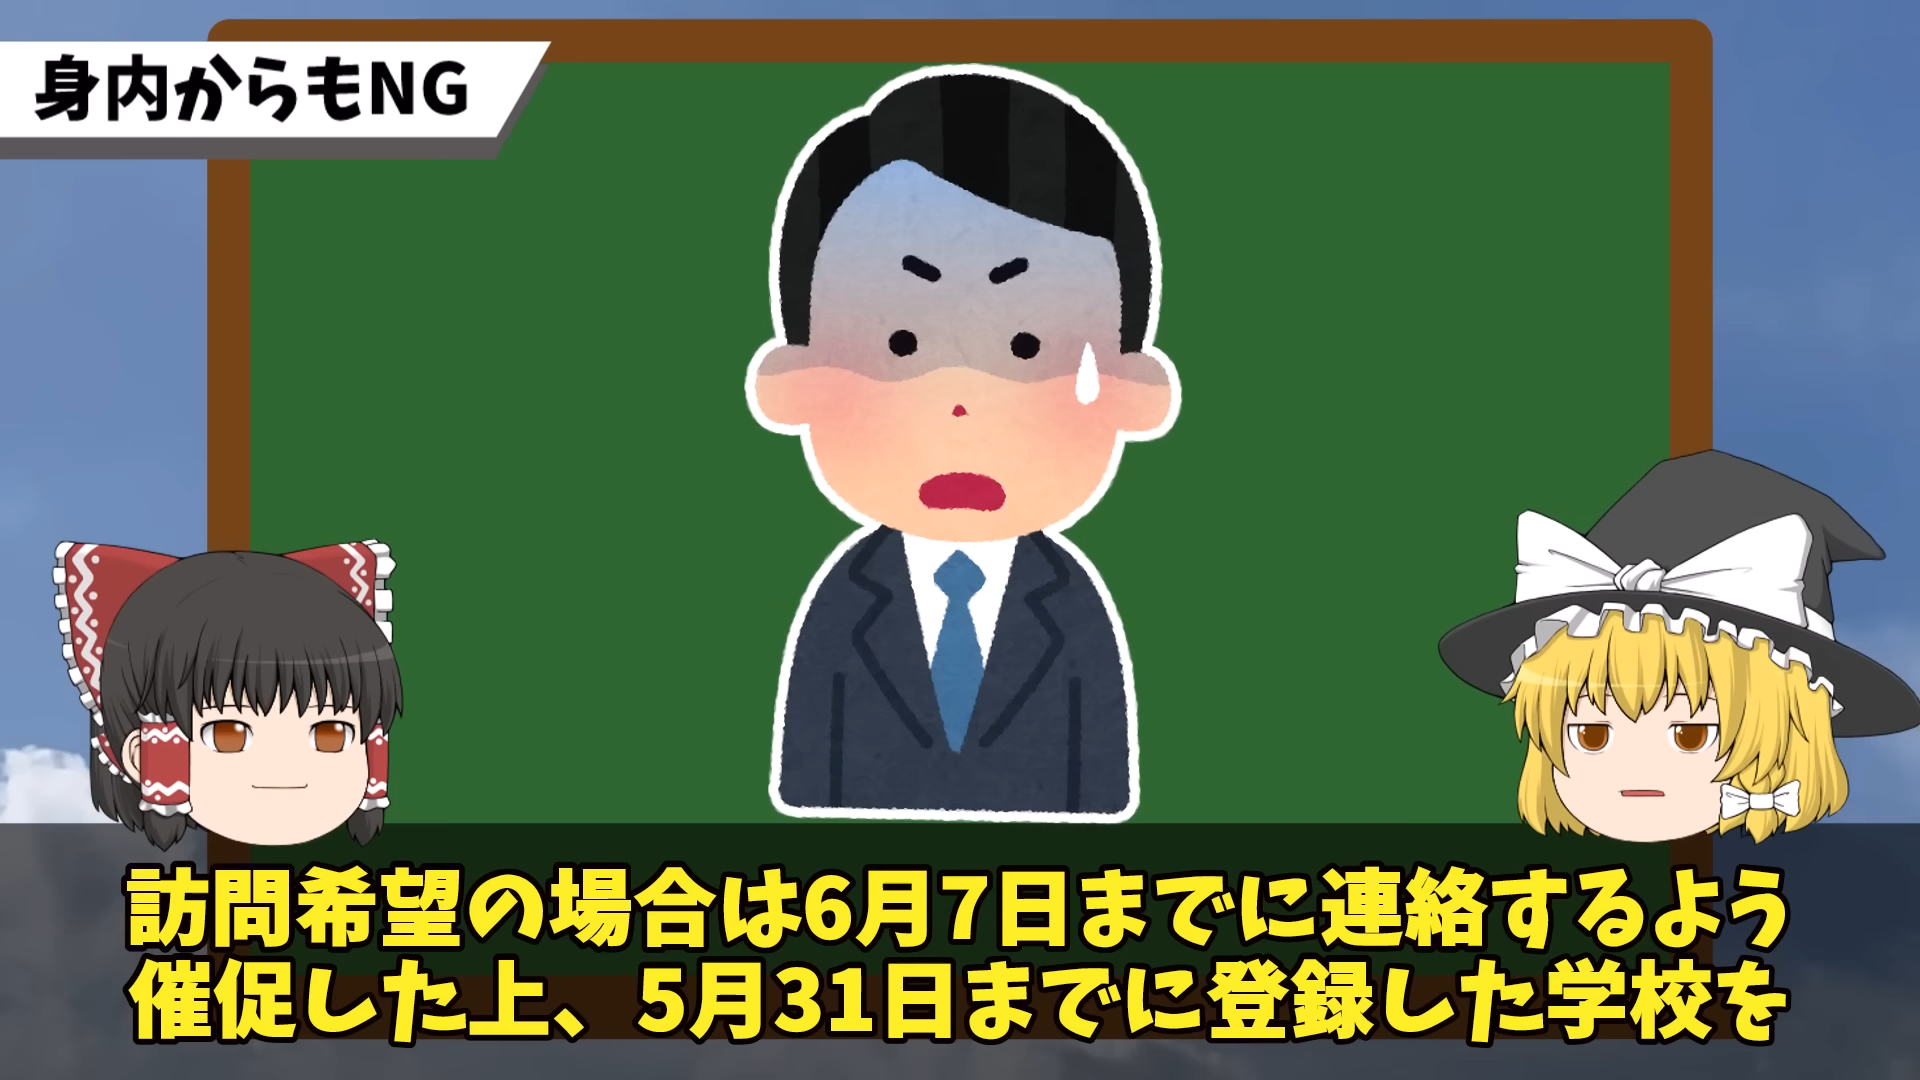 身内からもNG
訪問希望の場合は6月7日までに連絡するよう
催促した上、5月31日までに登録した学校を